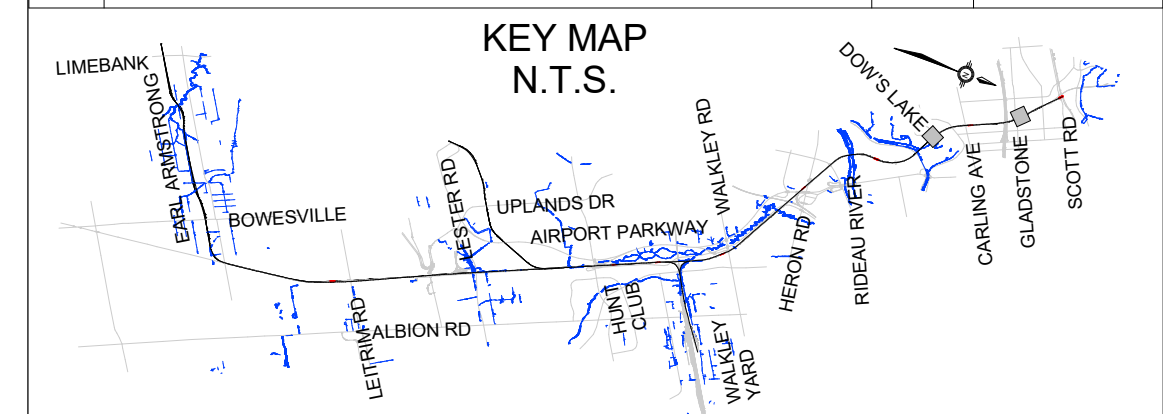 KEY MAP
N.T.S.
LIMEBANK
EARL ARMSTRONG
BOWESVILLE
LEITRIM RD
ALBION RD
LESTER RD
UPLANDS DR
AIRPORT PARKWAY
HUNT
CLUB
WALKLEY RD
WALKLEY
YARD
HERON RD
RIDEAU RIVER
DOW'S LAKE
N
CARLING AVE
GLADSTONE
SCOTT RD